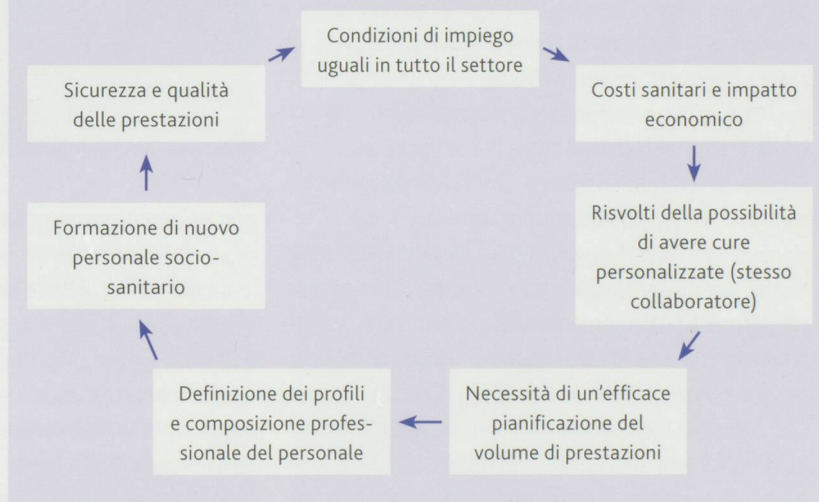 Condizioni di impiego
uguali in tutto il settore
Costi sanitari e impatto
economico
Risvolti della possibilità
di avere cure
personalizzate (stesso
collaboratore)
Necessità di un'efficace
pianificazione del
volume di prestazioni
Definizione dei profili
e composizione profes-
sionale del personale
Formazione di nuovo
personale socio-
sanitario
Sicurezza e qualità
delle prestazioni